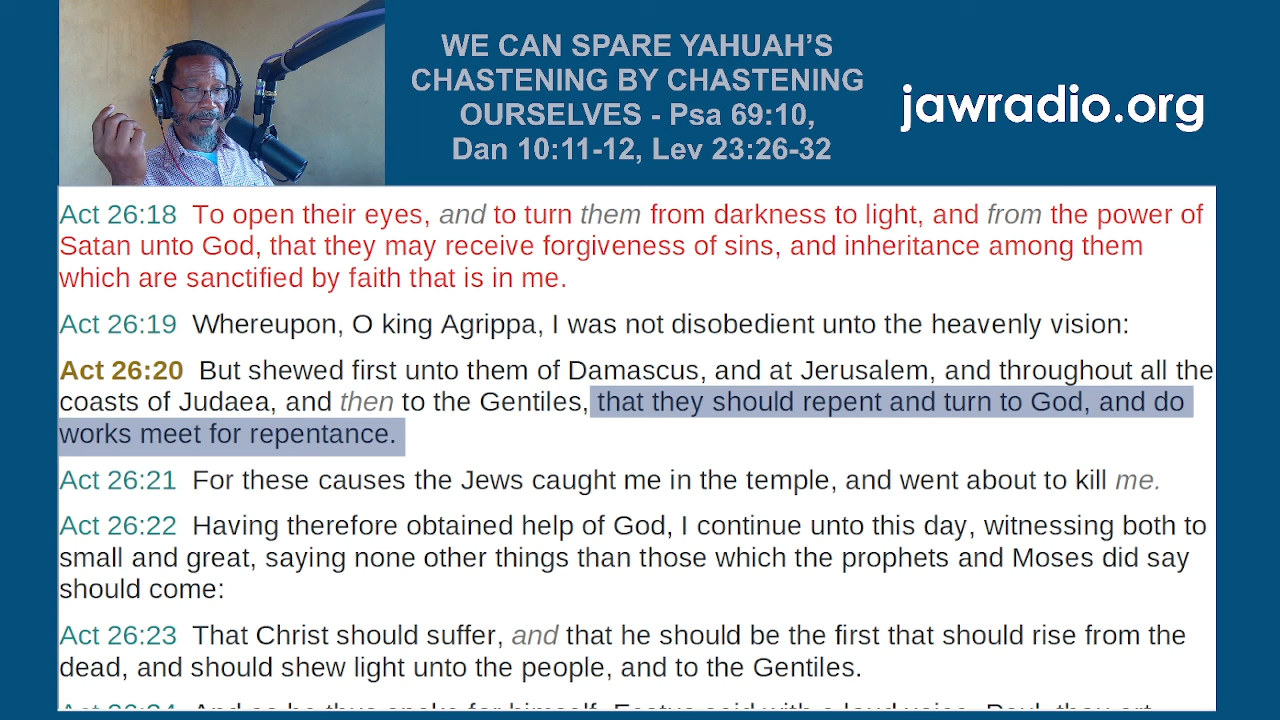 WE CAN SPARE YAHUAH’S
CHASTENING BY CHASTENING
OURSELVES - Psa 69:10,
Dan 10:11-12, Lev 23:26-32
jawradio.org
Act 26:18 To open their eyes, and to turn them from darkness to light, and from the power of
Satan unto God, that they may receive forgiveness of sins, and inheritance among them
which are sanctified by faith that is in me.
Act 26:19 Whereupon, O king Agrippa, I was not disobedient unto the heavenly vision:
Act 26:20 But shewed first unto them of Damascus, and at Jerusalem, and throughout all the
coasts of Judaea, and then to the Gentiles, that they should repent and turn to God, and do
works meet for repentance.
Act 26:21 For these causes the Jews caught me in the temple, and went about to kill me.
Act 26:22 Having therefore obtained help of God, I continue unto this day, witnessing both to
small and great, saying none other things than those which the prophets and Moses did say
should come:
Act 26:23 That Christ should suffer, and that he should be the first that should rise from the
dead, and should shew light unto the people, and to the Gentiles.